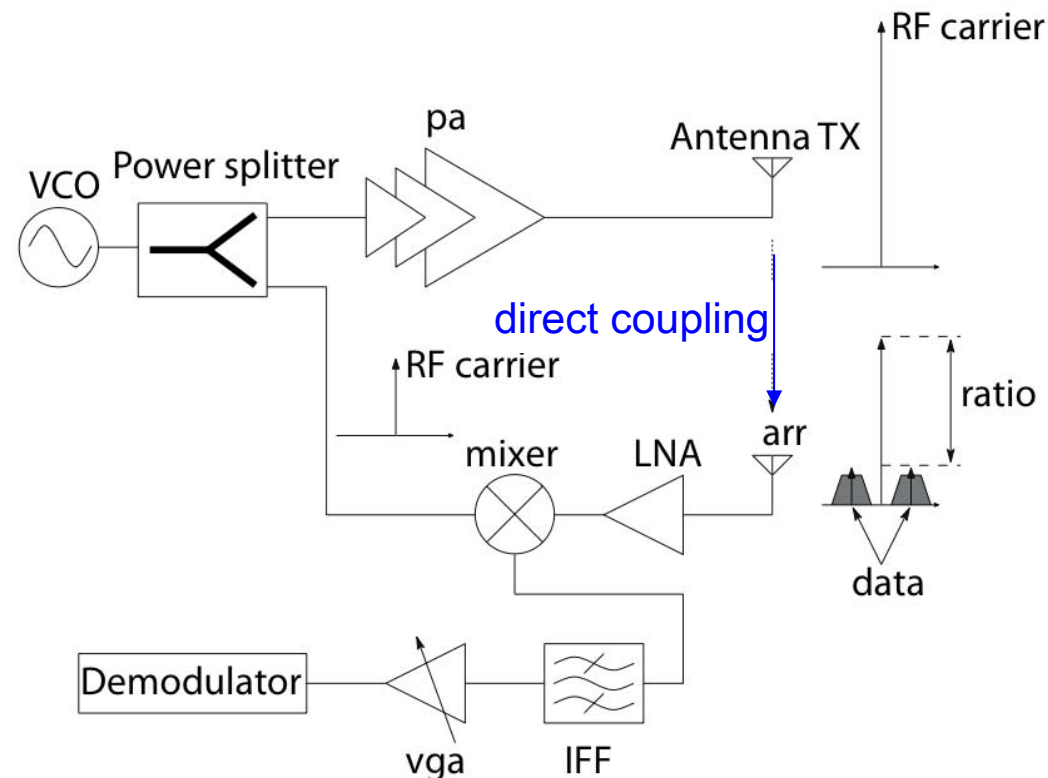 RF carrier
pa
Antenna TX
Power splitter
VCO
direct coupling
RF carrier
ratio
arr
mixer
LNA
data
Demodulator
vga
IFF